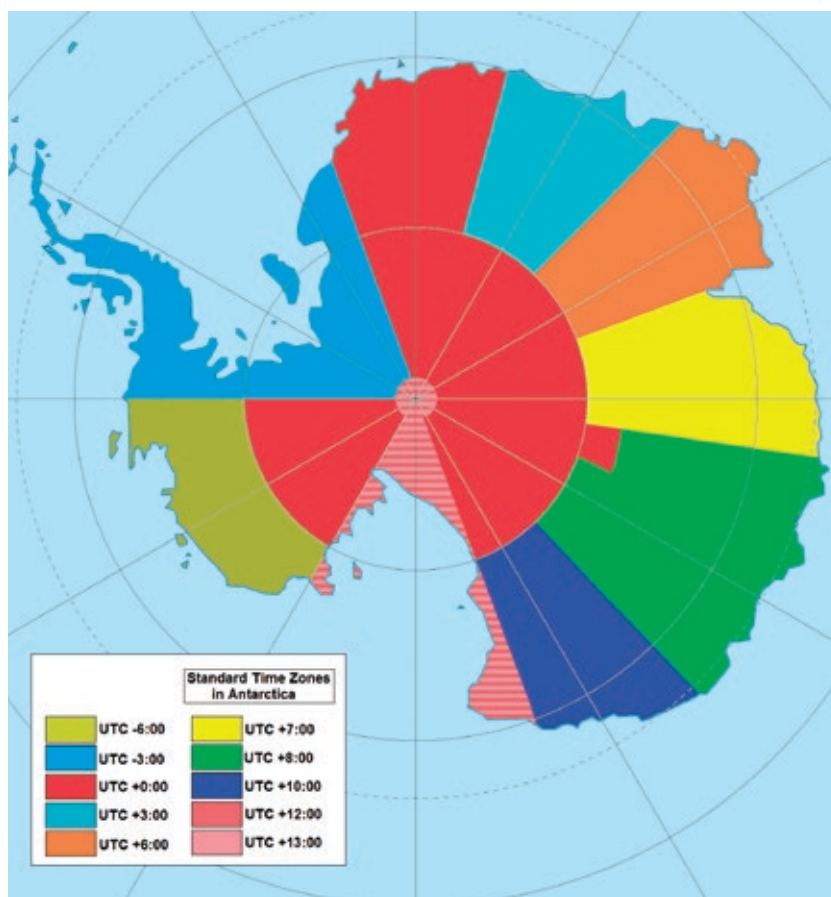 Standard Time Zones
in Antarctica
UTC -6:00
UTC -3:00
UTC +0:00
UTC +3:00
UTC +6:00
UTC +7:00
UTC +8:00
UTC +10:00
UTC +12:00
UTC +13:00